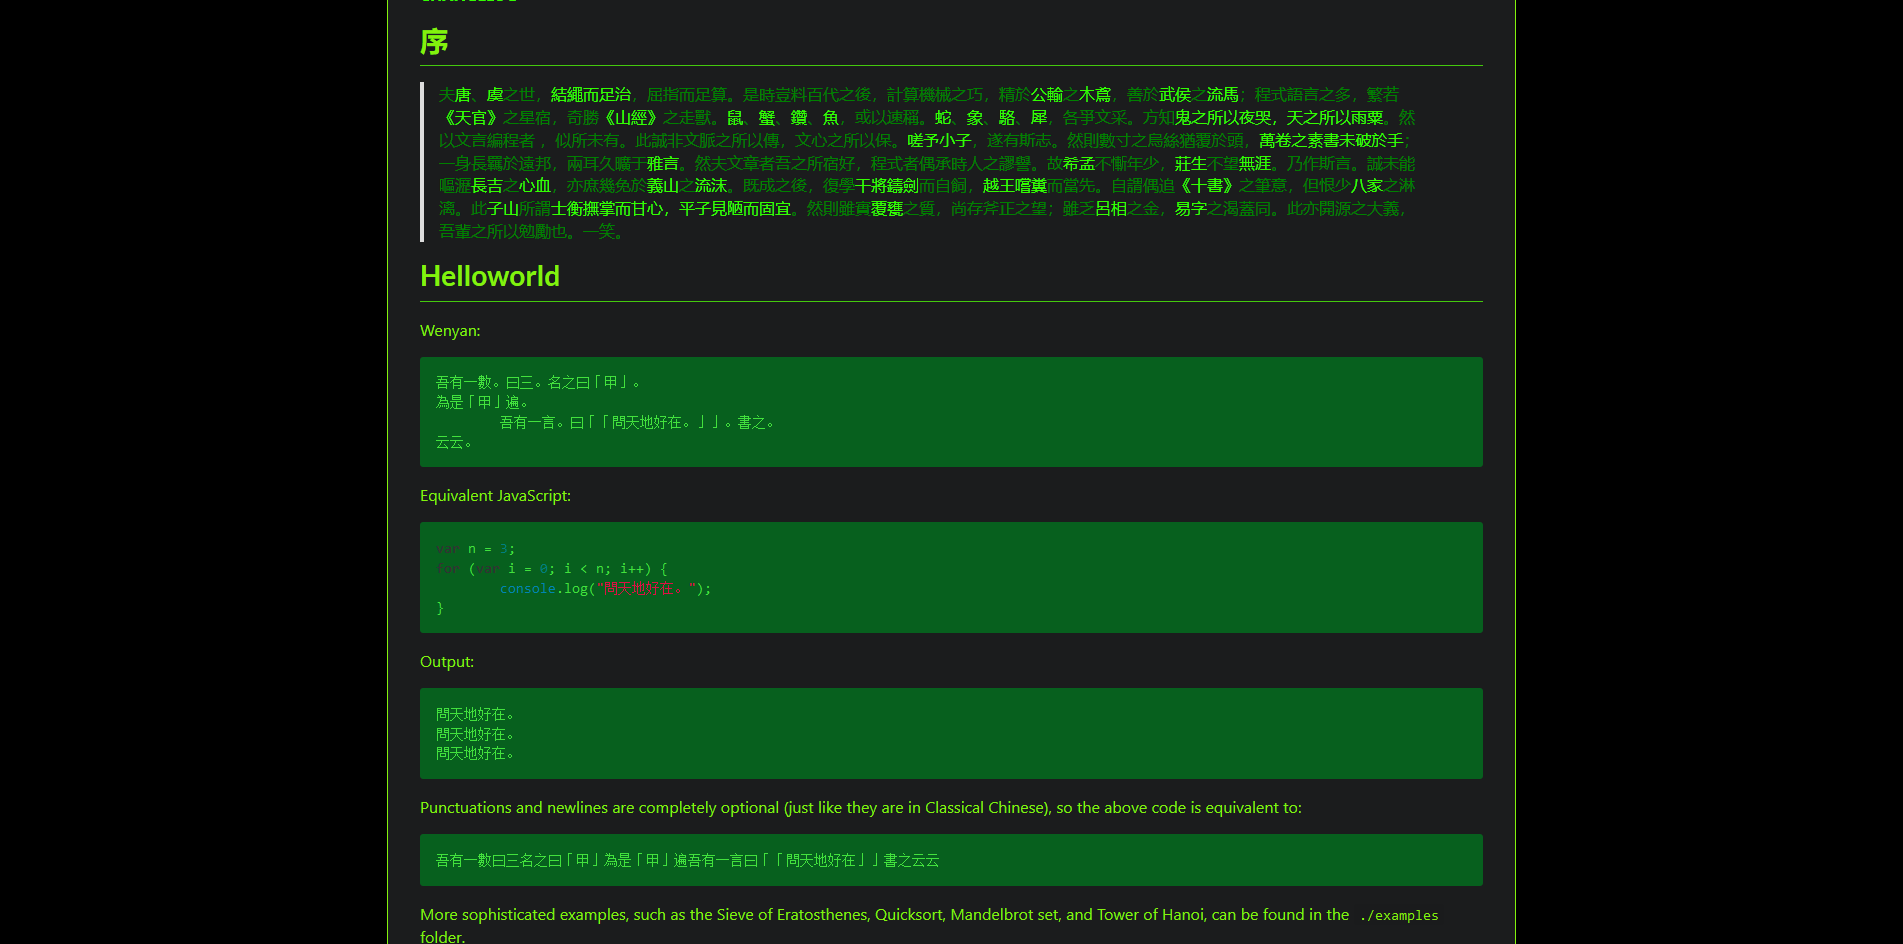 序
夫唐、虞之世，結繩而足治，屈指而足算。是時豈料百代之後，計算機械之巧，精於公輸之木鳶，善於武侯之流馬；程式語言之多，繁若
《天官》之星宿，奇勝《山經》之走獸。鼠、蟹、鑽、魚，或以速稱。蛇、象、駱、犀，各爭文采。方知鬼之所以夜哭，天之所以雨粟。然
以文言編程者 ，似所未有。此誠非文脈之所以傳，文心之所以保。嗟予小子，遂有斯志。然則數寸之烏絲猶覆於頭，萬卷之素書未破於手；
一身長羈於遠邦，兩耳久曠于雅言。然夫文章者吾之所宿好，程式者偶承時人之謬譽。故希孟不慚年少，莊生不望無涯。乃作斯言。誠未能
嘔瀝長吉之心血，亦庶幾免於義山之流沫。既成之後，復學干將鑄劍而自飼，越王嚐糞而當先。自謂偶追《十書》之筆意，但恨少八家之淋
漓。此子山所謂士衡撫掌而甘心，平子見陋而固宜。然則雖實覆甕之質，尚存斧正之望；雖乏呂相之金，易字之渴蓋同。此亦開源之大義，
吾輩之所以勉勵也。一笑。
Helloworld
Wenyan:
吾有一數。曰三。名之曰「甲」。
為是「甲」遍。
吾有一言。曰「「問天地好在。」」。書之。
云云。
Equivalent JavaScript:
var n = 3;
for (var i = 0; i < n; i++) {
console.log("問天地好在。");
}
Output:
問天地好在。
問天地好在。
問天地好在。
Punctuations and newlines are completely optional (just like they are in Classical Chinese), so the above code is equivalent to:
吾有一數曰三名之曰「甲」為是「甲」遍吾有一言曰「「問天地好在」」書之云云
More sophisticated examples, such as the Sieve of Eratosthenes, Quicksort, Mandelbrot set, and Tower of Hanoi, can be found in the ./examples
folder.